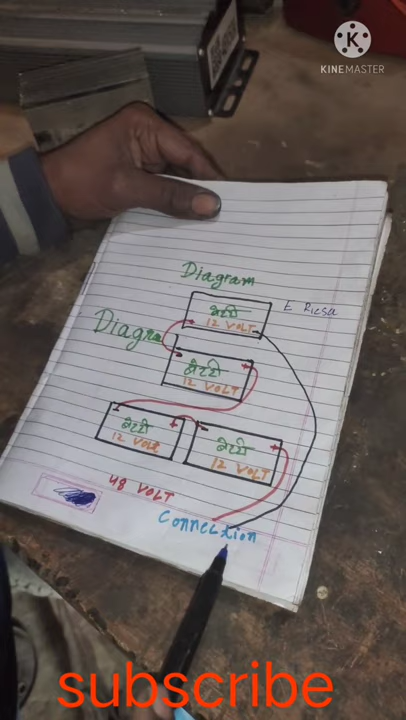 KINEMASTER
Diagram
E Ricsa
बैटरी
12 VOLT
Diagra
बैटरी
12 VOLT
बैटरी
12 VOLT
बैटरी
12 VOLT
48 VOLT
Connection
subscribe